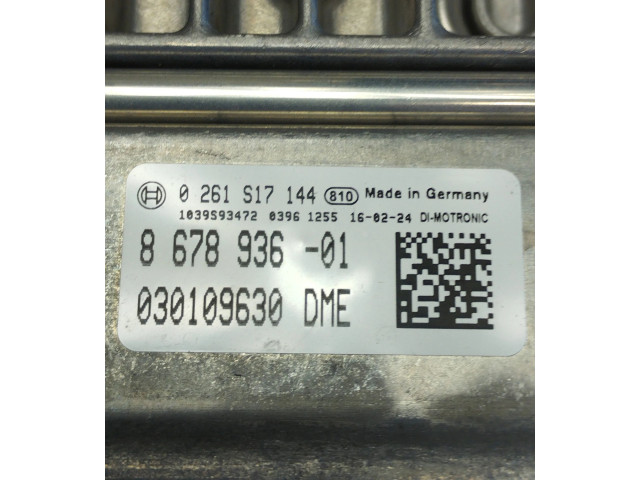 0 261 S17 144 810 Made in Germany
1039S93472 0396 1255 16-02-24 DI-MOTRONIC
8 678 936 -01
030109630 DME